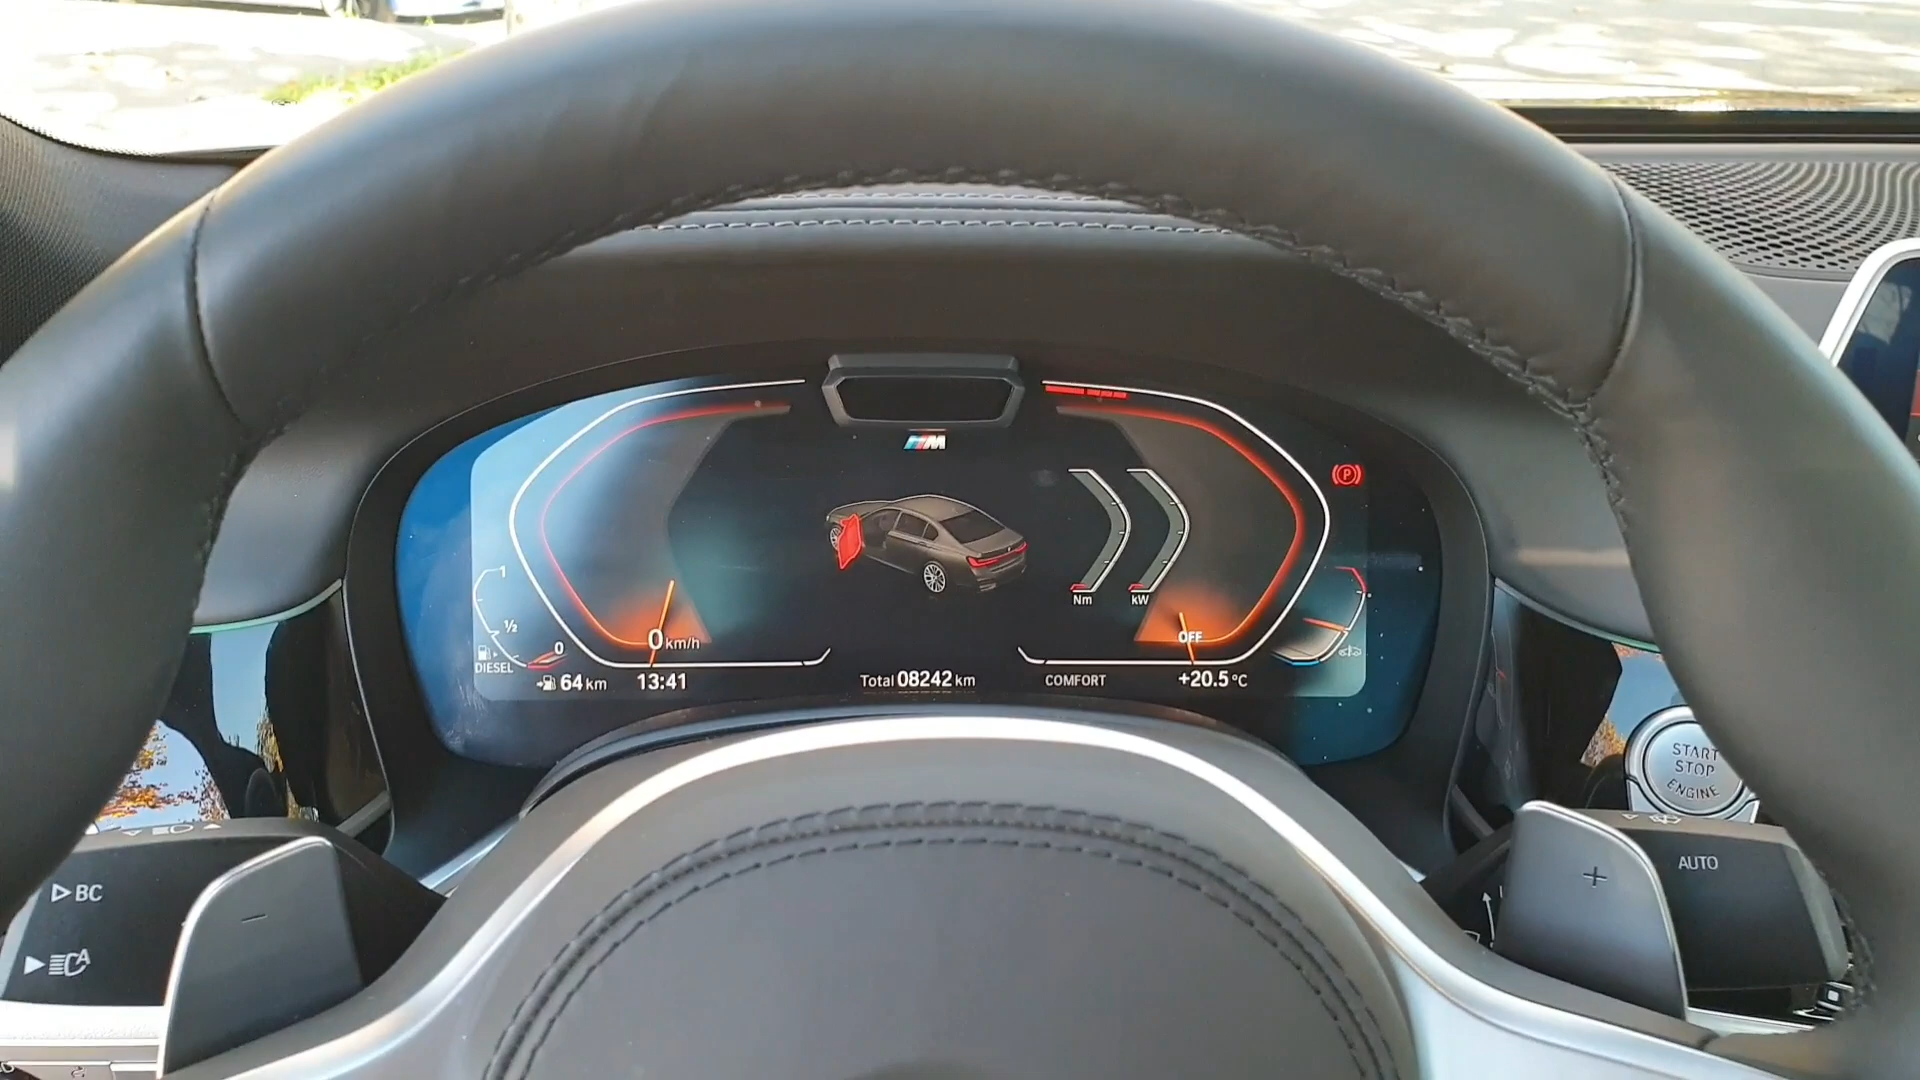 M
(P)
Nm
kW
1
1/2
0
DIESEL
0 km/h
OFF
64 km
13:41
Total 08242 km
COMFORT
+20.5 °C
START
STOP
ENGINE
BC
A
−
+
AUTO